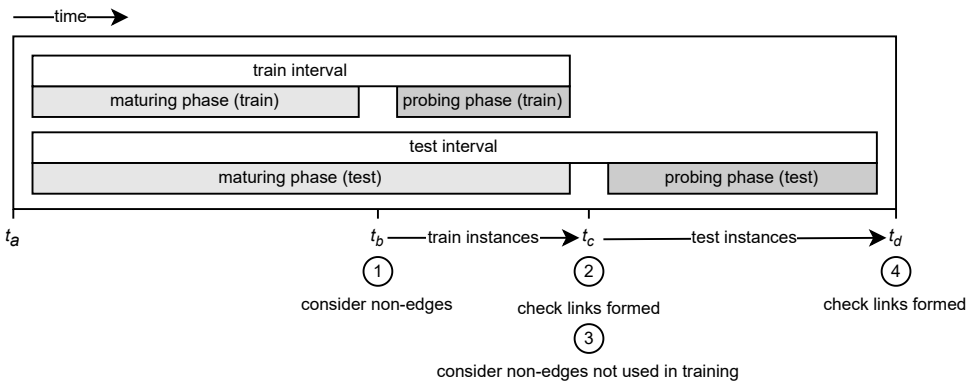 time
train interval
maturing phase (train)
probing phase (train)
test interval
maturing phase (test)
probing phase (test)
ta
tb
train instances
tc
test instances
td
1
2
4
consider non-edges
check links formed
check links formed
3
consider non-edges not used in training